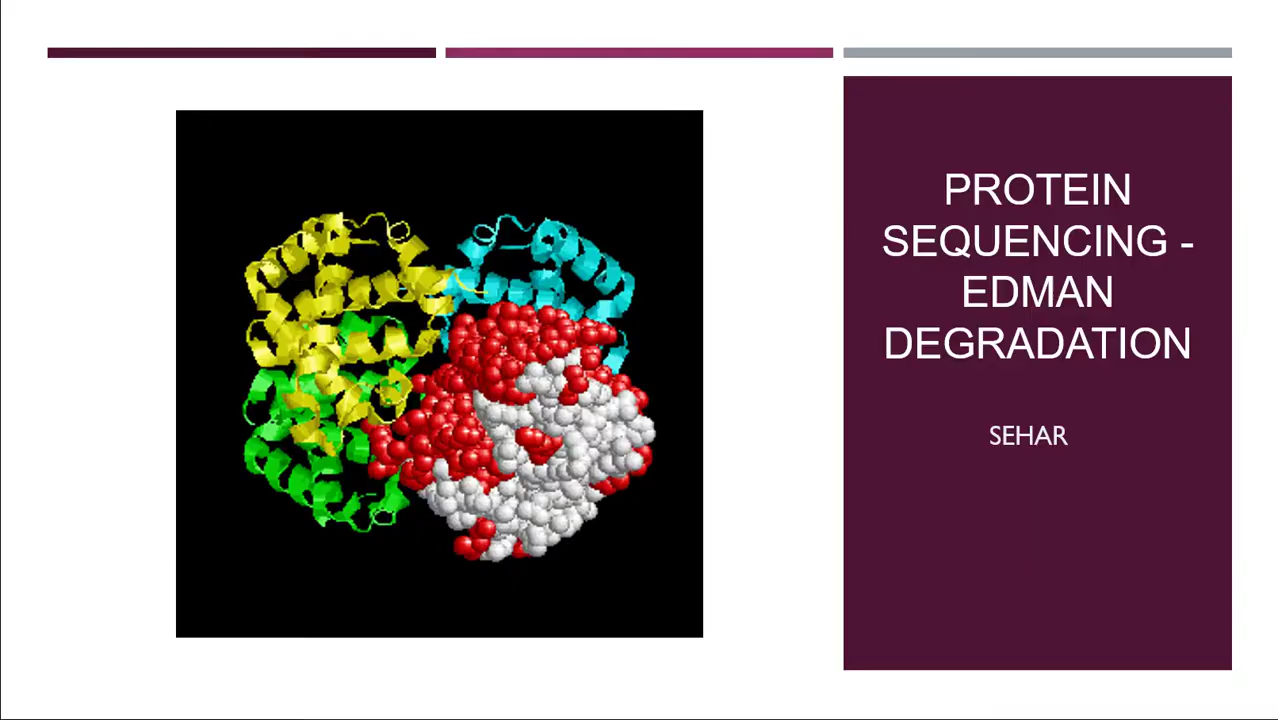 PROTEIN
SEQUENCING -
EDMAN
DEGRADATION
SEHAR